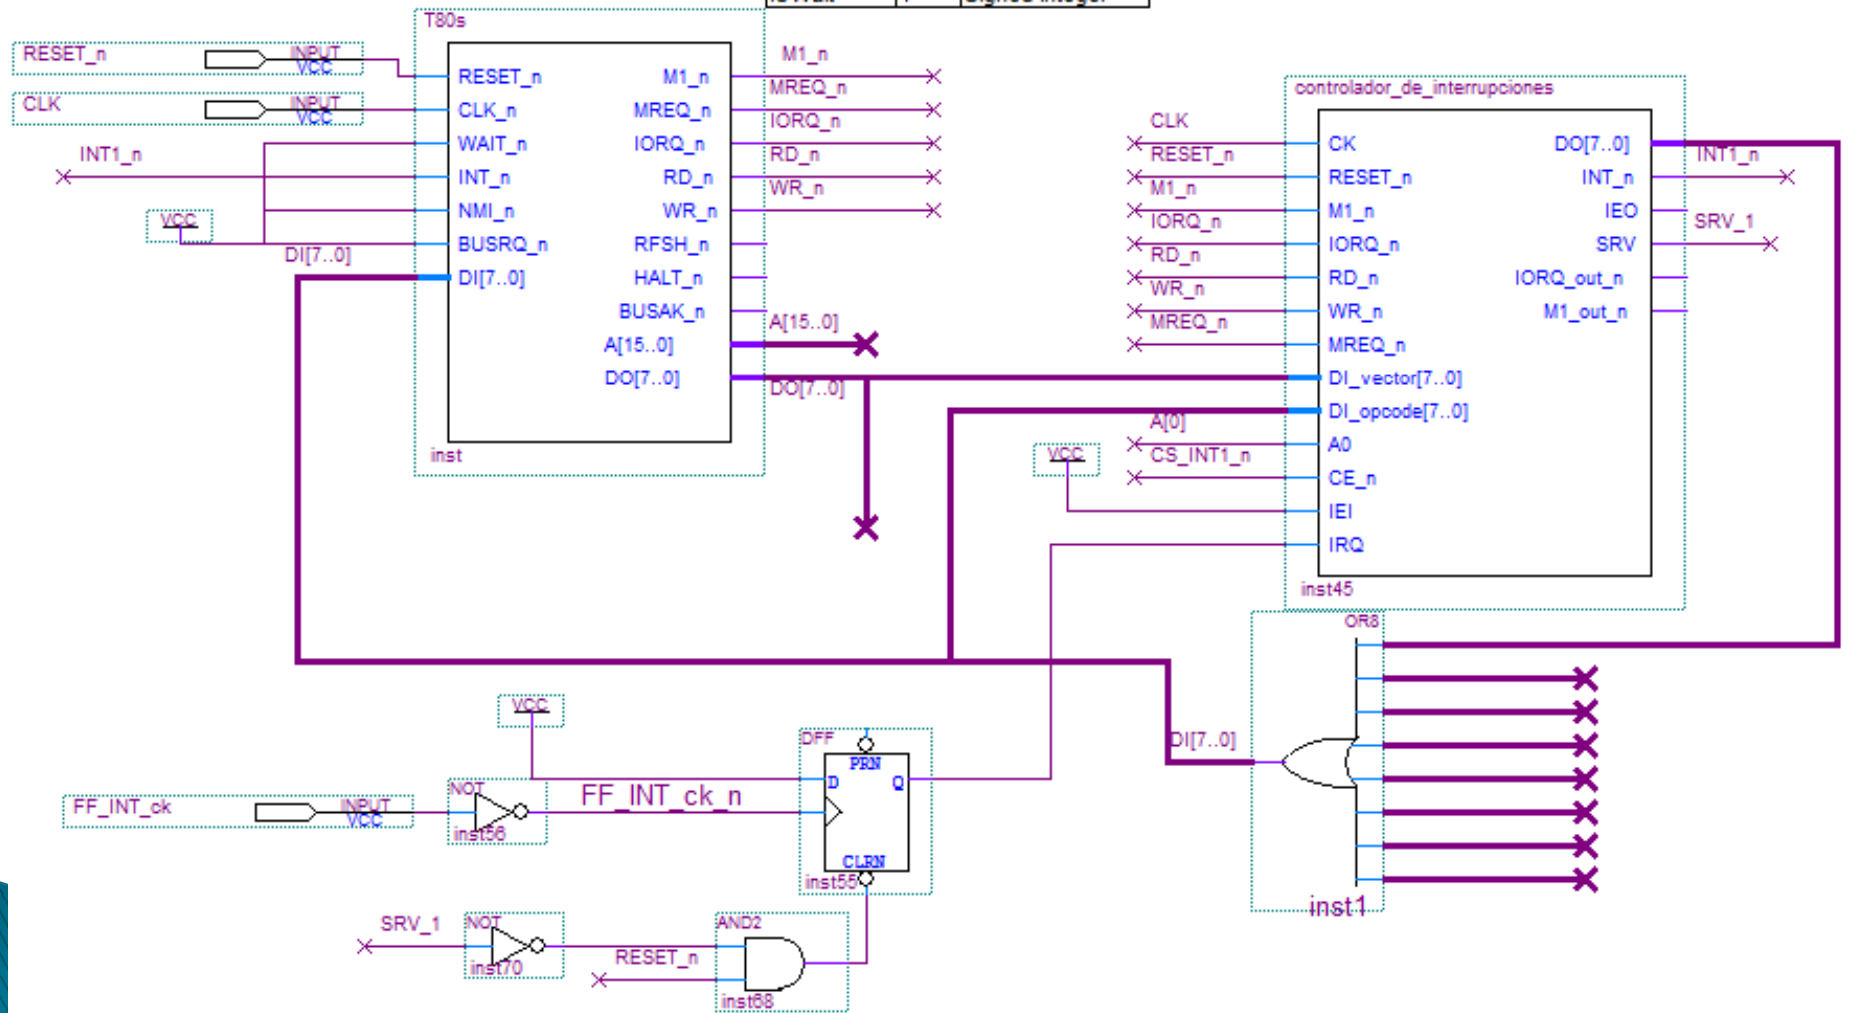 Signed Integer
T80s
RESET_n
INPUT
VCC
CLK
INPUT
VCC
INT1_n
VCC
DI[7..0]
RESET_n
CLK_n
WAIT_n
INT_n
NMI_n
BUSRQ_n
DI[7..0]
M1_n
MREQ_n
IORQ_n
RD_n
WR_n
RFSH_n
HALT_n
BUSAK_n
A[15..0]
DO[7..0]
inst
M1_n
MREQ_n
IORQ_n
RD_n
WR_n
A[15..0]
DO[7..0]
controlador_de_interrupciones
CLK
RESET_n
M1_n
IORQ_n
RD_n
WR_n
MREQ_n
A[0]
CS_INT1_n
VCC
CK
RESET_n
M1_n
IORQ_n
RD_n
WR_n
MREQ_n
DI_vector[7..0]
DI_opcode[7..0]
A0
CE_n
IEI
IRQ
DO[7..0]
INT_n
IEO
SRV
IORQ_out_n
M1_out_n
INT1_n
SRV_1
inst45
OR8
DI[7..0]
inst1
VCC
DFF
PRN
D
Q
CLRN
inst55
FF_INT_ck
INPUT
VCC
NOT
inst56
FF_INT_ck_n
SRV_1
NOT
inst70
RESET_n
AND2
inst68